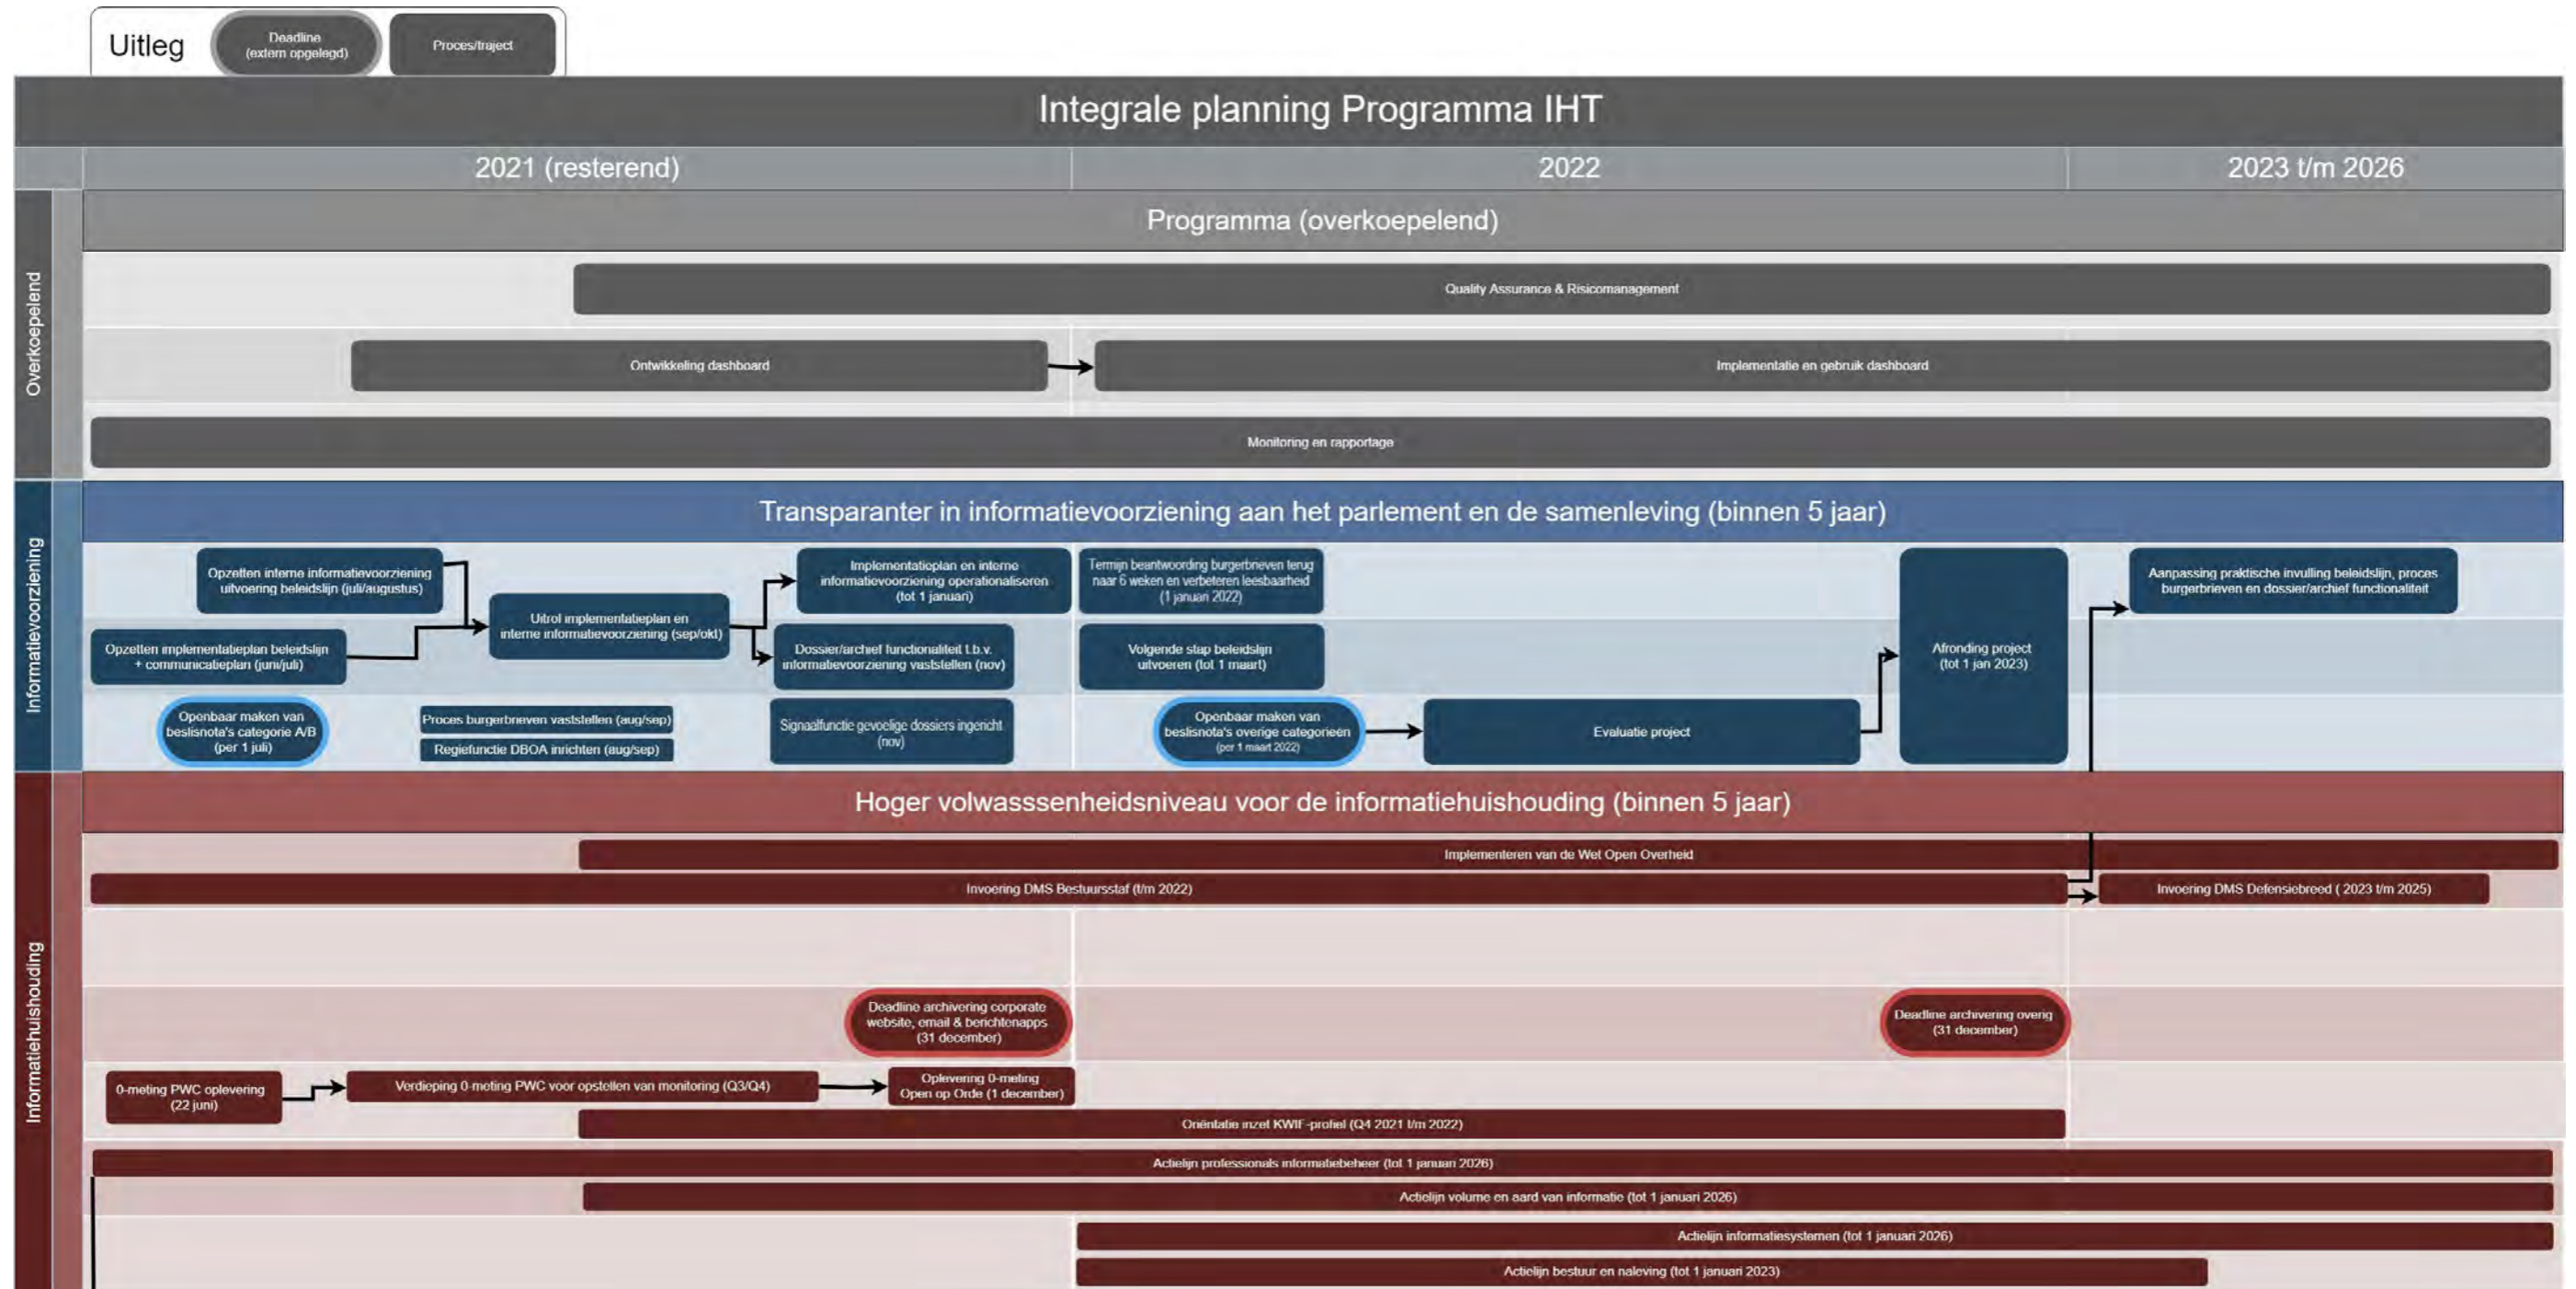 Uitleg
Deadline
(extern opgelegd)
Proces/traject
Integrale planning Programma IHT
2021 (resterend)
2022
2023 t/m 2026
Overkoepelend
Programma (overkoepelend)
Quality Assurance & Risicomanagement
Ontwikkeling dashboard
Implementatie en gebruik dashboard
Monitoring en rapportage
Informatievoorziening
Transparanter in informatievoorziening aan het parlement en de samenleving (binnen 5 jaar)
Opzetten interne informatievoorziening
uitvoering beleidslijn (juli/augustus)
Opzetten implementatieplan beleidslijn
+ communicatieplan (juni/juli)
Uitrol implementatieplan en
interne informatievoorziening (sep/okt)
Implementatieplan en interne
informatievoorziening operationaliseren
(tot 1 januari)
Dossier/archief functionaliteit t.b.v.
informatievoorziening vaststellen (nov)
Termijn beantwoording burgerbrieven terug
naar 6 weken en verbeteren leesbaarheid
(1 januari 2022)
Volgende stap beleidslijn
uitvoeren (tot 1 maart)
Afronding project
(tot 1 jan 2023)
Aanpassing praktische invulling beleidslijn, proces
burgerbrieven en dossier/archief functionaliteit
Openbaar maken van
beslisnota's categorie A/B
(per 1 juli)
Proces burgerbrieven vaststellen (aug/sep)
Regiefunctie DBOA inrichten (aug/sep)
Signaalfunctie gevoelige dossiers ingericht
(nov)
Openbaar maken van
beslisnota's overige categorieen
(per 1 maart 2022)
Evaluatie project
Informatiehuishouding
Hoger volwasssenheidsniveau voor de informatiehuishouding (binnen 5 jaar)
Implementeren van de Wet Open Overheid
Invoering DMS Bestuursstaf (t/m 2022)
Invoering DMS Defensiebreed ( 2023 t/m 2025)
Deadline archivering corporate
website, email & berichtenapps
(31 december)
Deadline archivering overig
(31 december)
0-meting PWC oplevering
(22 juni)
Verdieping 0-meting PWC voor opstellen van monitoring (Q3/Q4)
Oplevering 0-meting
Open op Orde (1 december)
Oriëntatie inzet KWIF-profiel (Q4 2021 t/m 2022)
Actielijn professionals informatiebeheer (tot 1 januari 2026)
Actielijn volume en aard van informatie (tot 1 januari 2026)
Actielijn informatiesystemen (tot 1 januari 2026)
Actielijn bestuur en naleving (tot 1 januari 2023)